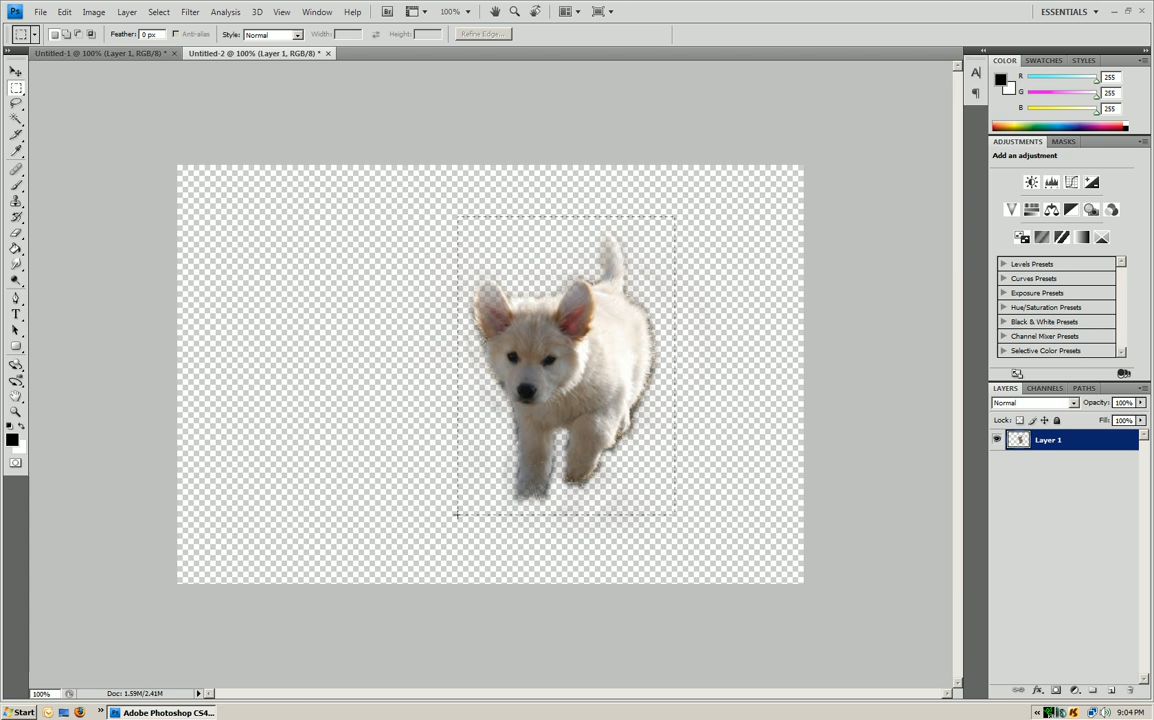 Ps File Edit Image Layer Select Filter Analysis 3D View Window Help Br 100% ESSENTIALS
Feather: 0 px Anti-alias Style: Normal Width: Height: Refine Edge...
Untitled-1 @ 100% (Layer 1, RGB/8) * × Untitled-2 @ 100% (Layer 1, RGB/8) * ×
COLOR SWATCHES STYLES
R 255
G 255
B 255
ADJUSTMENTS MASKS
Add an adjustment
Levels Presets
Curves Presets
Exposure Presets
Hue/Saturation Presets
Black & White Presets
Channel Mixer Presets
Selective Color Presets
LAYERS CHANNELS PATHS
Normal Opacity: 100%
Lock: Fill: 100%
Layer 1
100% Doc: 1.59M/2.41M
Start Ps Adobe Photoshop CS4... 9:04 PM